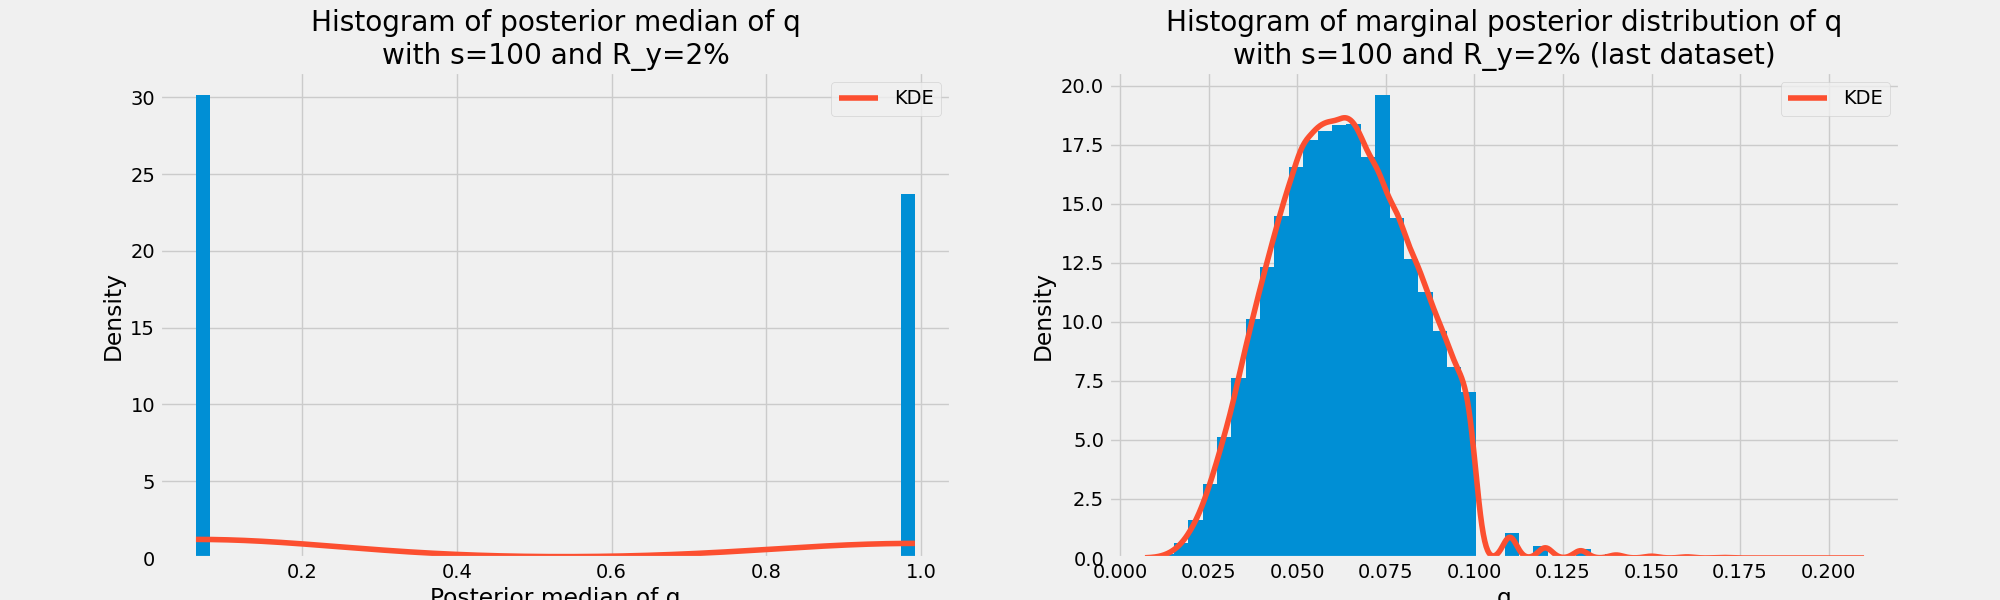 Histogram of posterior median of q
with s=100 and R_y=2%
KDE
30
25
20
15
10
5
0
Density
0.2 0.4 0.6 0.8 1.0
Posterior median of q
Histogram of marginal posterior distribution of q
with s=100 and R_y=2% (last dataset)
KDE
20.0
17.5
15.0
12.5
10.0
7.5
5.0
2.5
0.0
Density
0.000 0.025 0.050 0.075 0.100 0.125 0.150 0.175 0.200
q